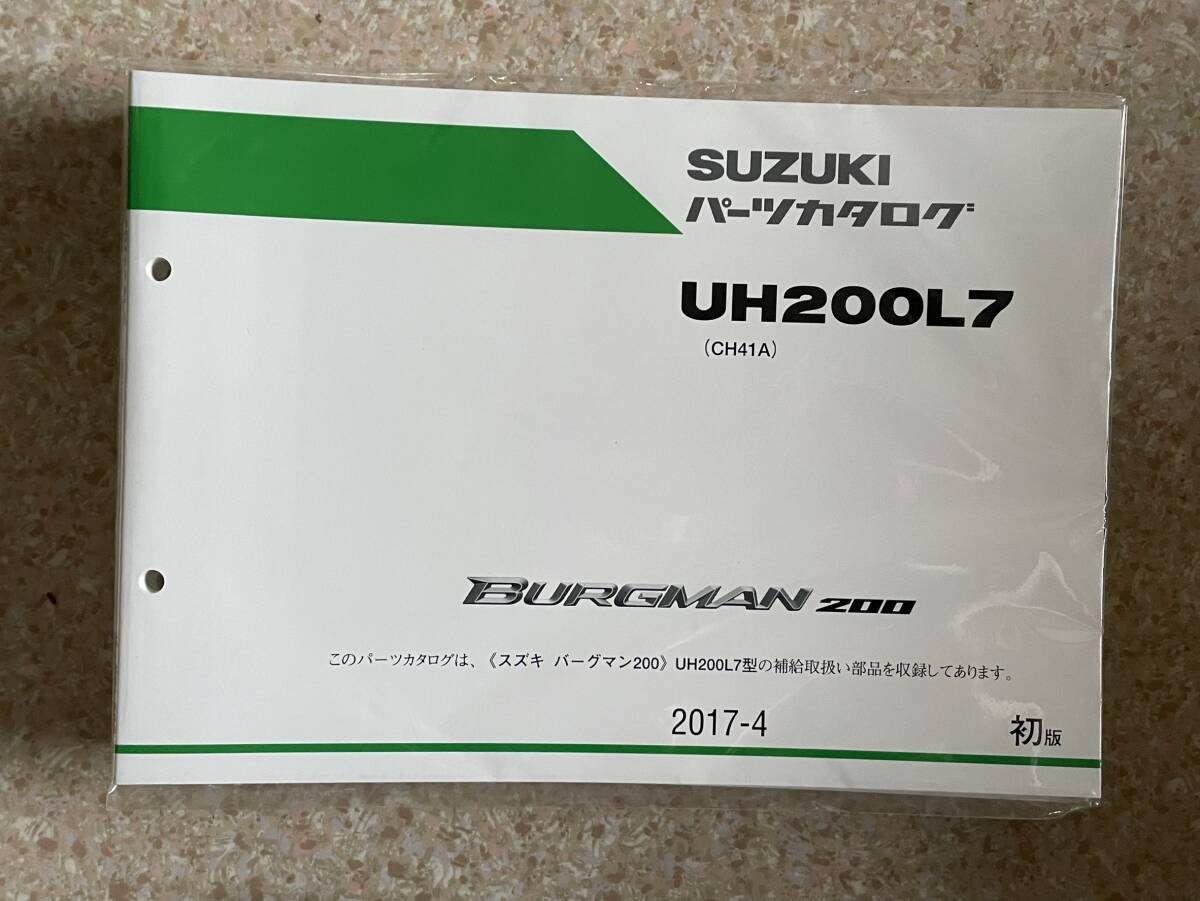 SUZUKI
パーツカタログ
UH200L7
(CH41A)
BURGMAN 200
このパーツカタログは、《スズキ バーグマン200》UH200L7型の補給取扱い部品を収録してあります。
2017-4
初版